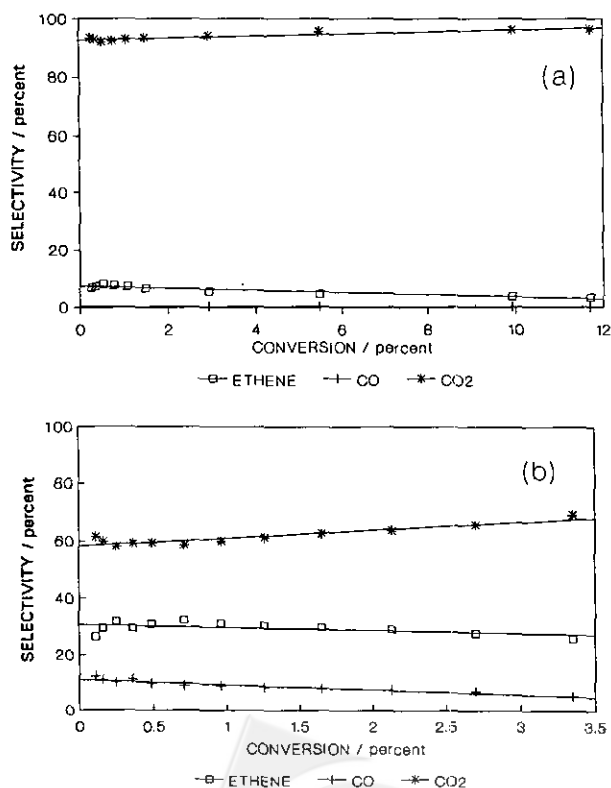 100
80
60
40
20
0
SELECTIVITY / percent
(a)
0 2 4 6 8 10 12
CONVERSION / percent
ETHENE CO CO2
100
80
60
40
20
0
SELECTIVITY / percent
(b)
0 0.5 1 1.5 2 2.5 3 3.5
CONVERSION / percent
ETHENE CO CO2